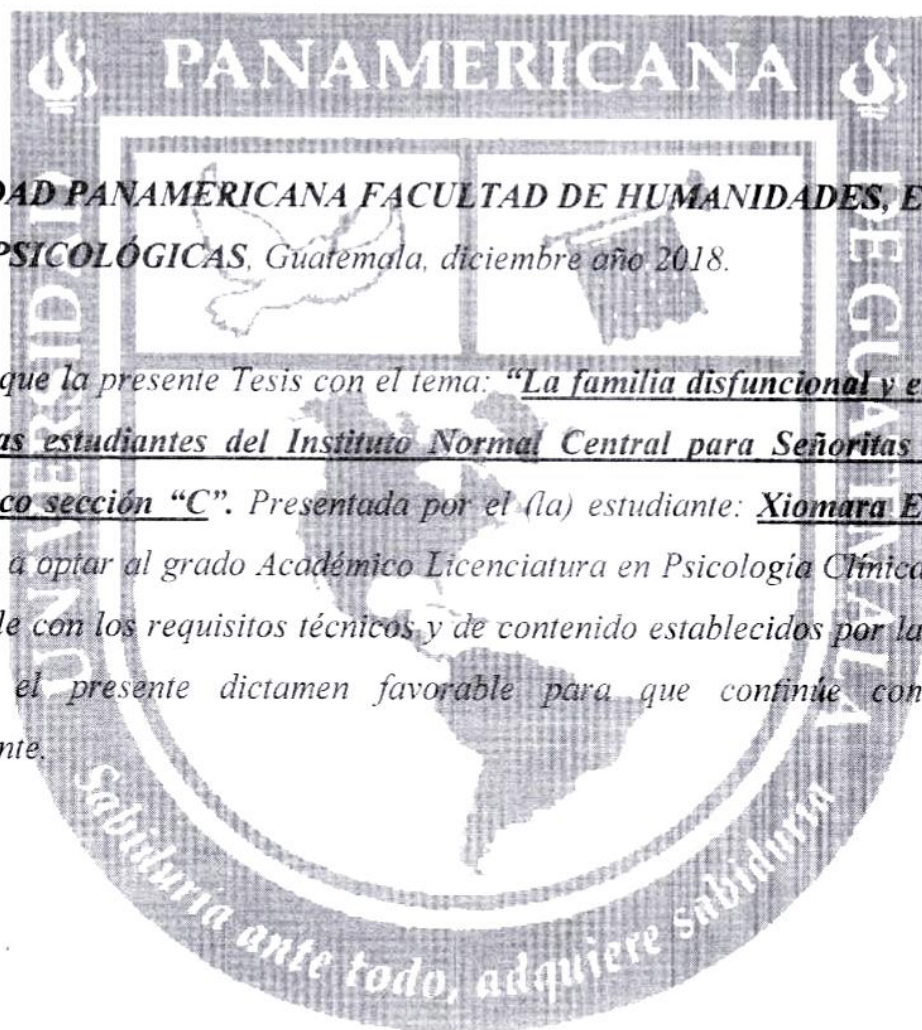 PANAMERICANA
UNIVERSIDAD
DE GUATEMALA
DAD PANAMERICANA FACULTAD DE HUMANIDADES, E
PSICOLÓGICAS, Guatemala, diciembre año 2018.
que la presente Tesis con el tema: "La familia disfuncional y e
as estudiantes del Instituto Normal Central para Señoritas
co sección "C". Presentada por el (la) estudiante: Xiomara E
a optar al grado Académico Licenciatura en Psicología Clínica
le con los requisitos técnicos y de contenido establecidos por la
el presente dictamen favorable para que continúe con
nte.
Sabiduría ante todo, adquiere sabiduría